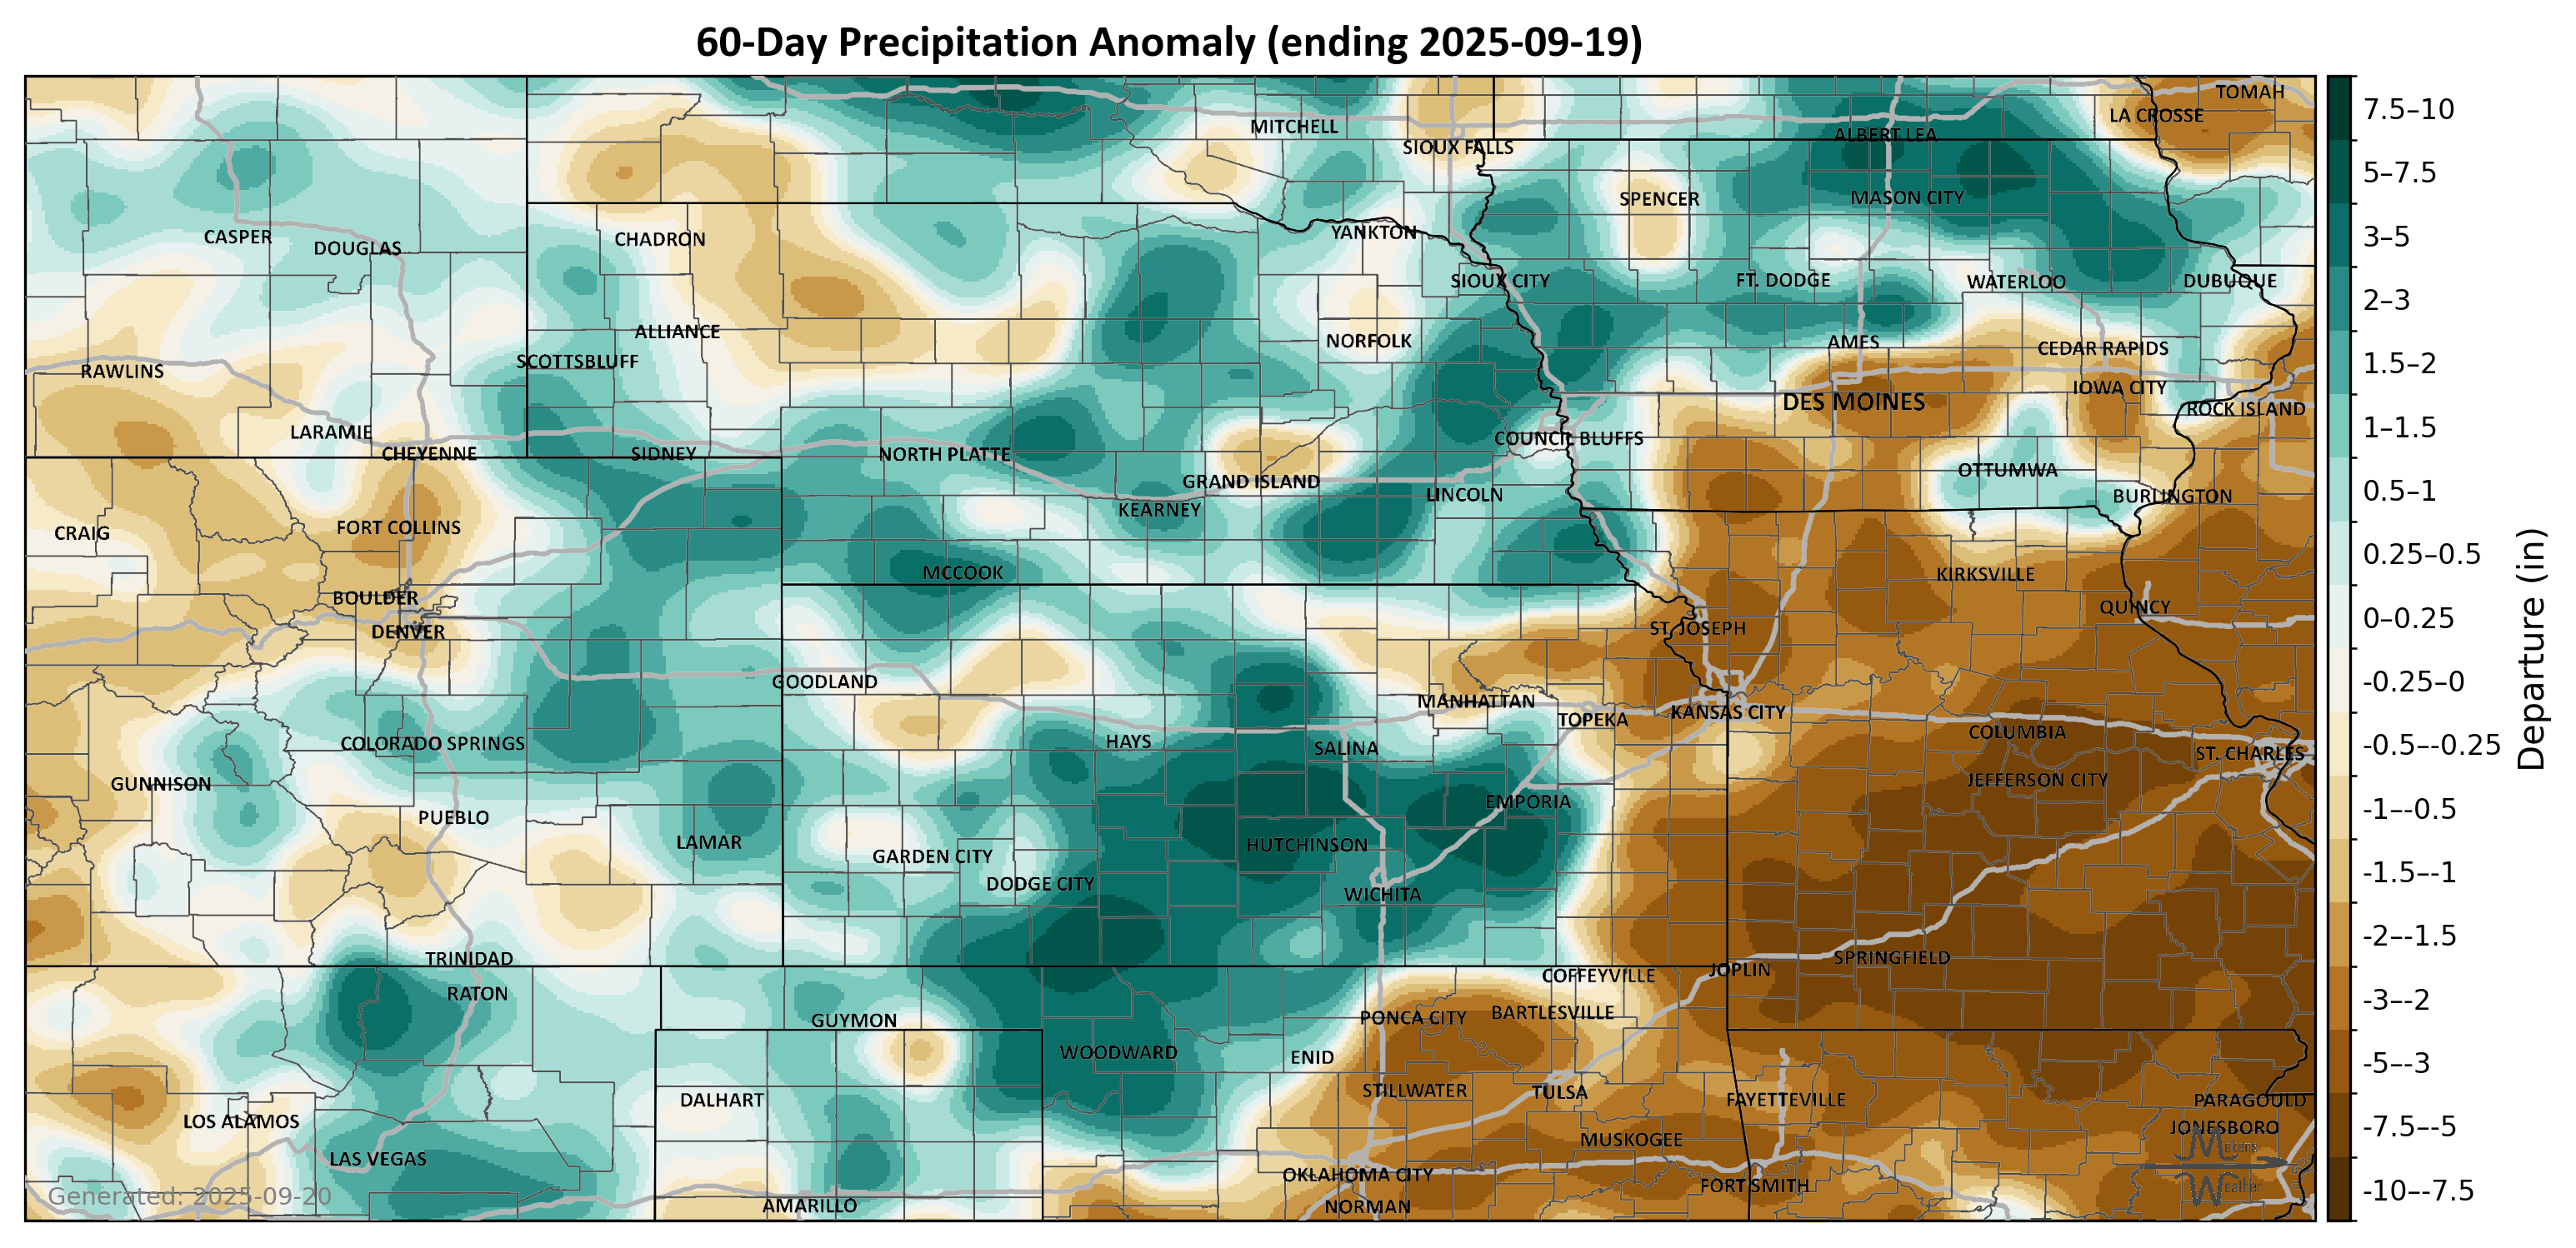 60-Day Precipitation Anomaly (ending 2025-09-19)
TOMAH
LA CROSSE
MITCHELL
ALBERT LEA
SIOUX FALLS
SPENCER
MASON CITY
CASPER
DOUGLAS
CHADRON
YANKTON
SIOUX CITY
FT. DODGE
WATERLOO
DUBUQUE
ALLIANCE
NORFOLK
AMES
CEDAR RAPIDS
SCOTTSBLUFF
RAWLINS
IOWA CITY
DES MOINES
ROCK ISLAND
LARAMIE
COUNCIL BLUFFS
CHEYENNE
SIDNEY
NORTH PLATTE
OTTUMWA
GRAND ISLAND
LINCOLN
BURLINGTON
KEARNEY
CRAIG
FORT COLLINS
MCCOOK
KIRKSVILLE
BOULDER
QUINCY
DENVER
ST. JOSEPH
GOODLAND
MANHATTAN
TOPEKA
KANSAS CITY
COLUMBIA
COLORADO SPRINGS
HAYS
SALINA
ST. CHARLES
GUNNISON
JEFFERSON CITY
EMPORIA
PUEBLO
LAMAR
HUTCHINSON
GARDEN CITY
DODGE CITY
WICHITA
TRINIDAD
SPRINGFIELD
JOPLIN
COFFEYVILLE
RATON
GUYMON
PONCA CITY
BARTLESVILLE
WOODWARD
ENID
STILLWATER
TULSA
DALHART
FAYETTEVILLE
PARAGOULD
LOS ALAMOS
JONESBORO
MUSKOGEE
Makers
LAS VEGAS
OKLAHOMA CITY
FORT SMITH
Weather
Generated: 2025-09-20
AMARILLO
NORMAN
7.5–10
5–7.5
3–5
2–3
1.5–2
1–1.5
0.5–1
0.25–0.5
0–0.25
-0.25–0
-0.5–-0.25
-1–-0.5
-1.5–-1
-2–-1.5
-3–-2
-5–-3
-7.5–-5
-10–-7.5
Departure (in)